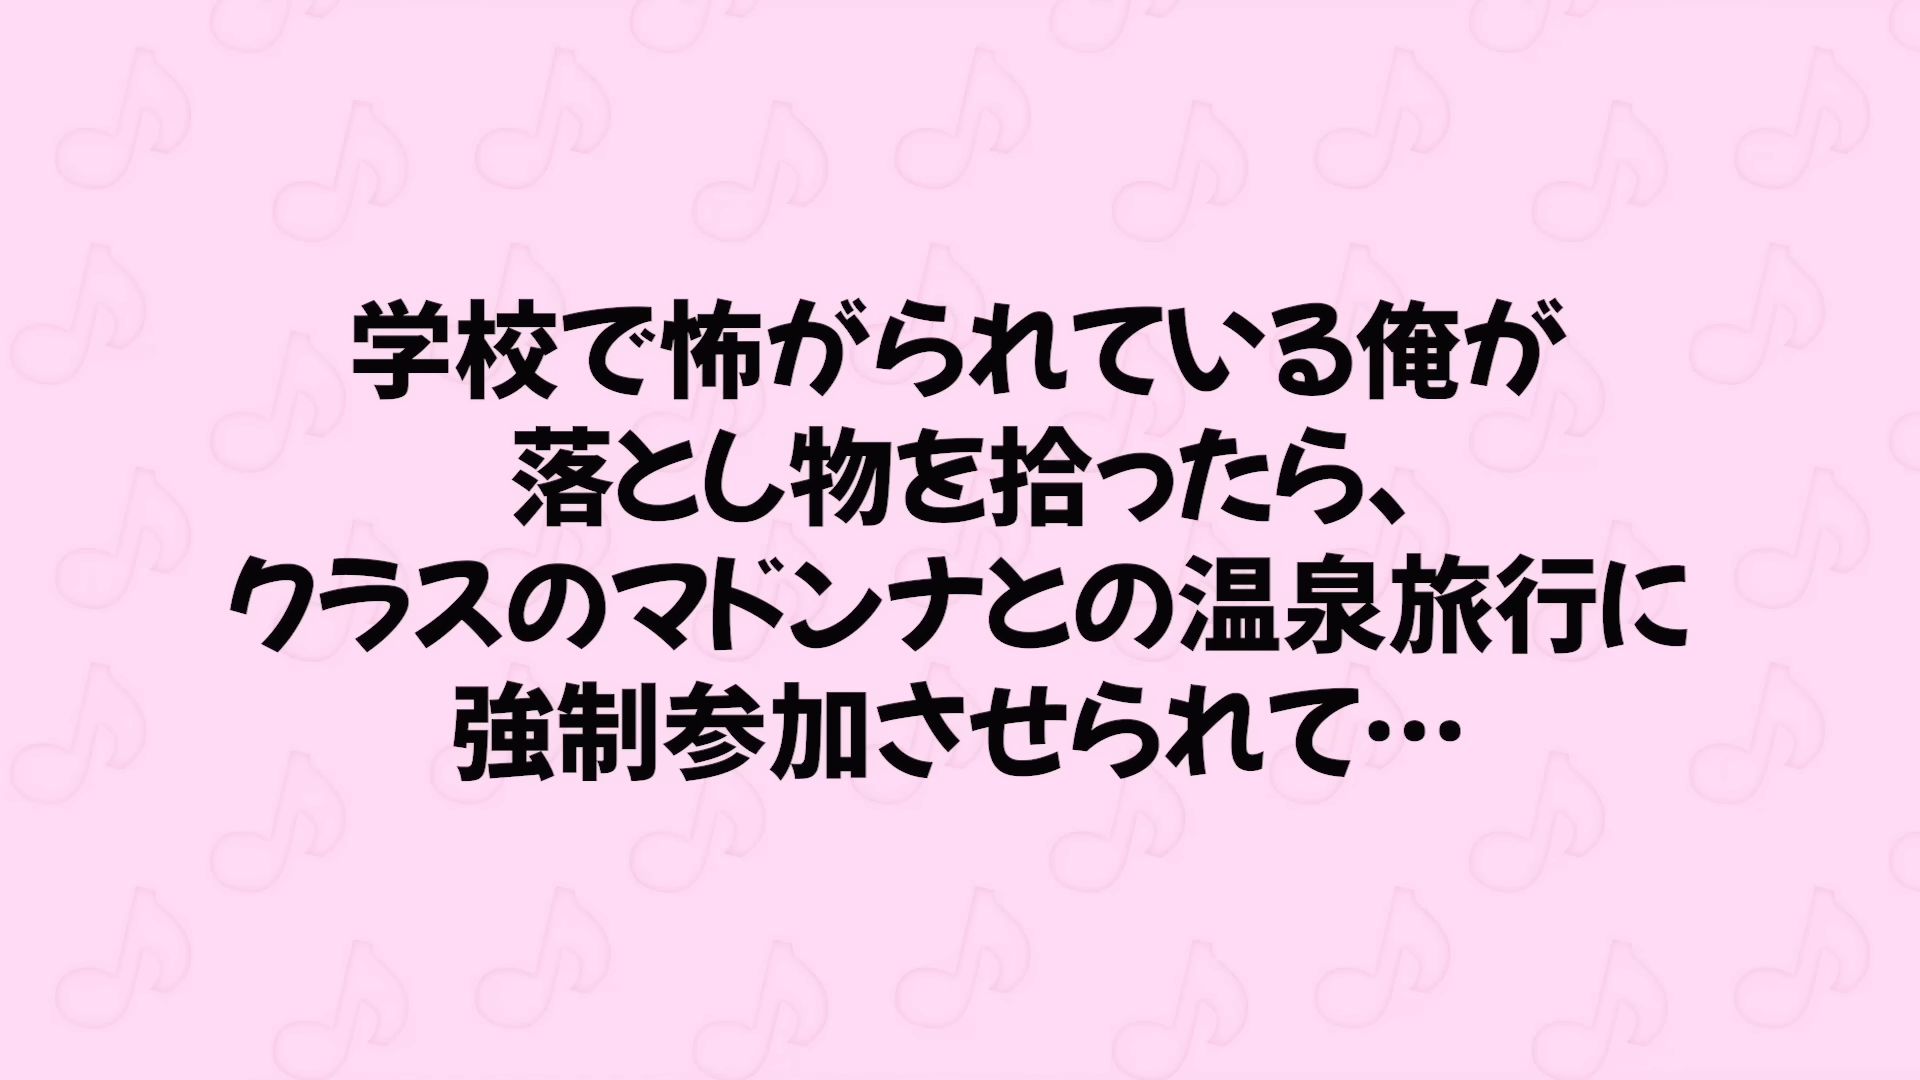 学校で怖がられている俺が
落とし物を拾ったら、
クラスのマドンナとの温泉旅行に
強制参加させられて…